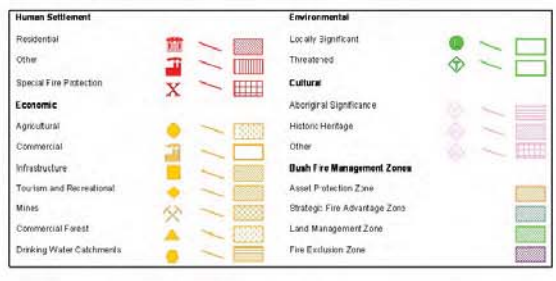 Human Settlement
Residential
Other
Special Fire Protection
Economic
Agricultural
Commercial
Infrastructure
Tourism and Recreational
Mines
Commercial Forest
Drinking Water Catchments
Environmental
Locally Significant
Threatened
Cultural
Aboriginal Significance
Historic Heritage
Other
Bush Fire Management Zones
Asset Protection Zone
Strategic Fire Advantage Zone
Land Management Zone
Fire Exclusion Zone